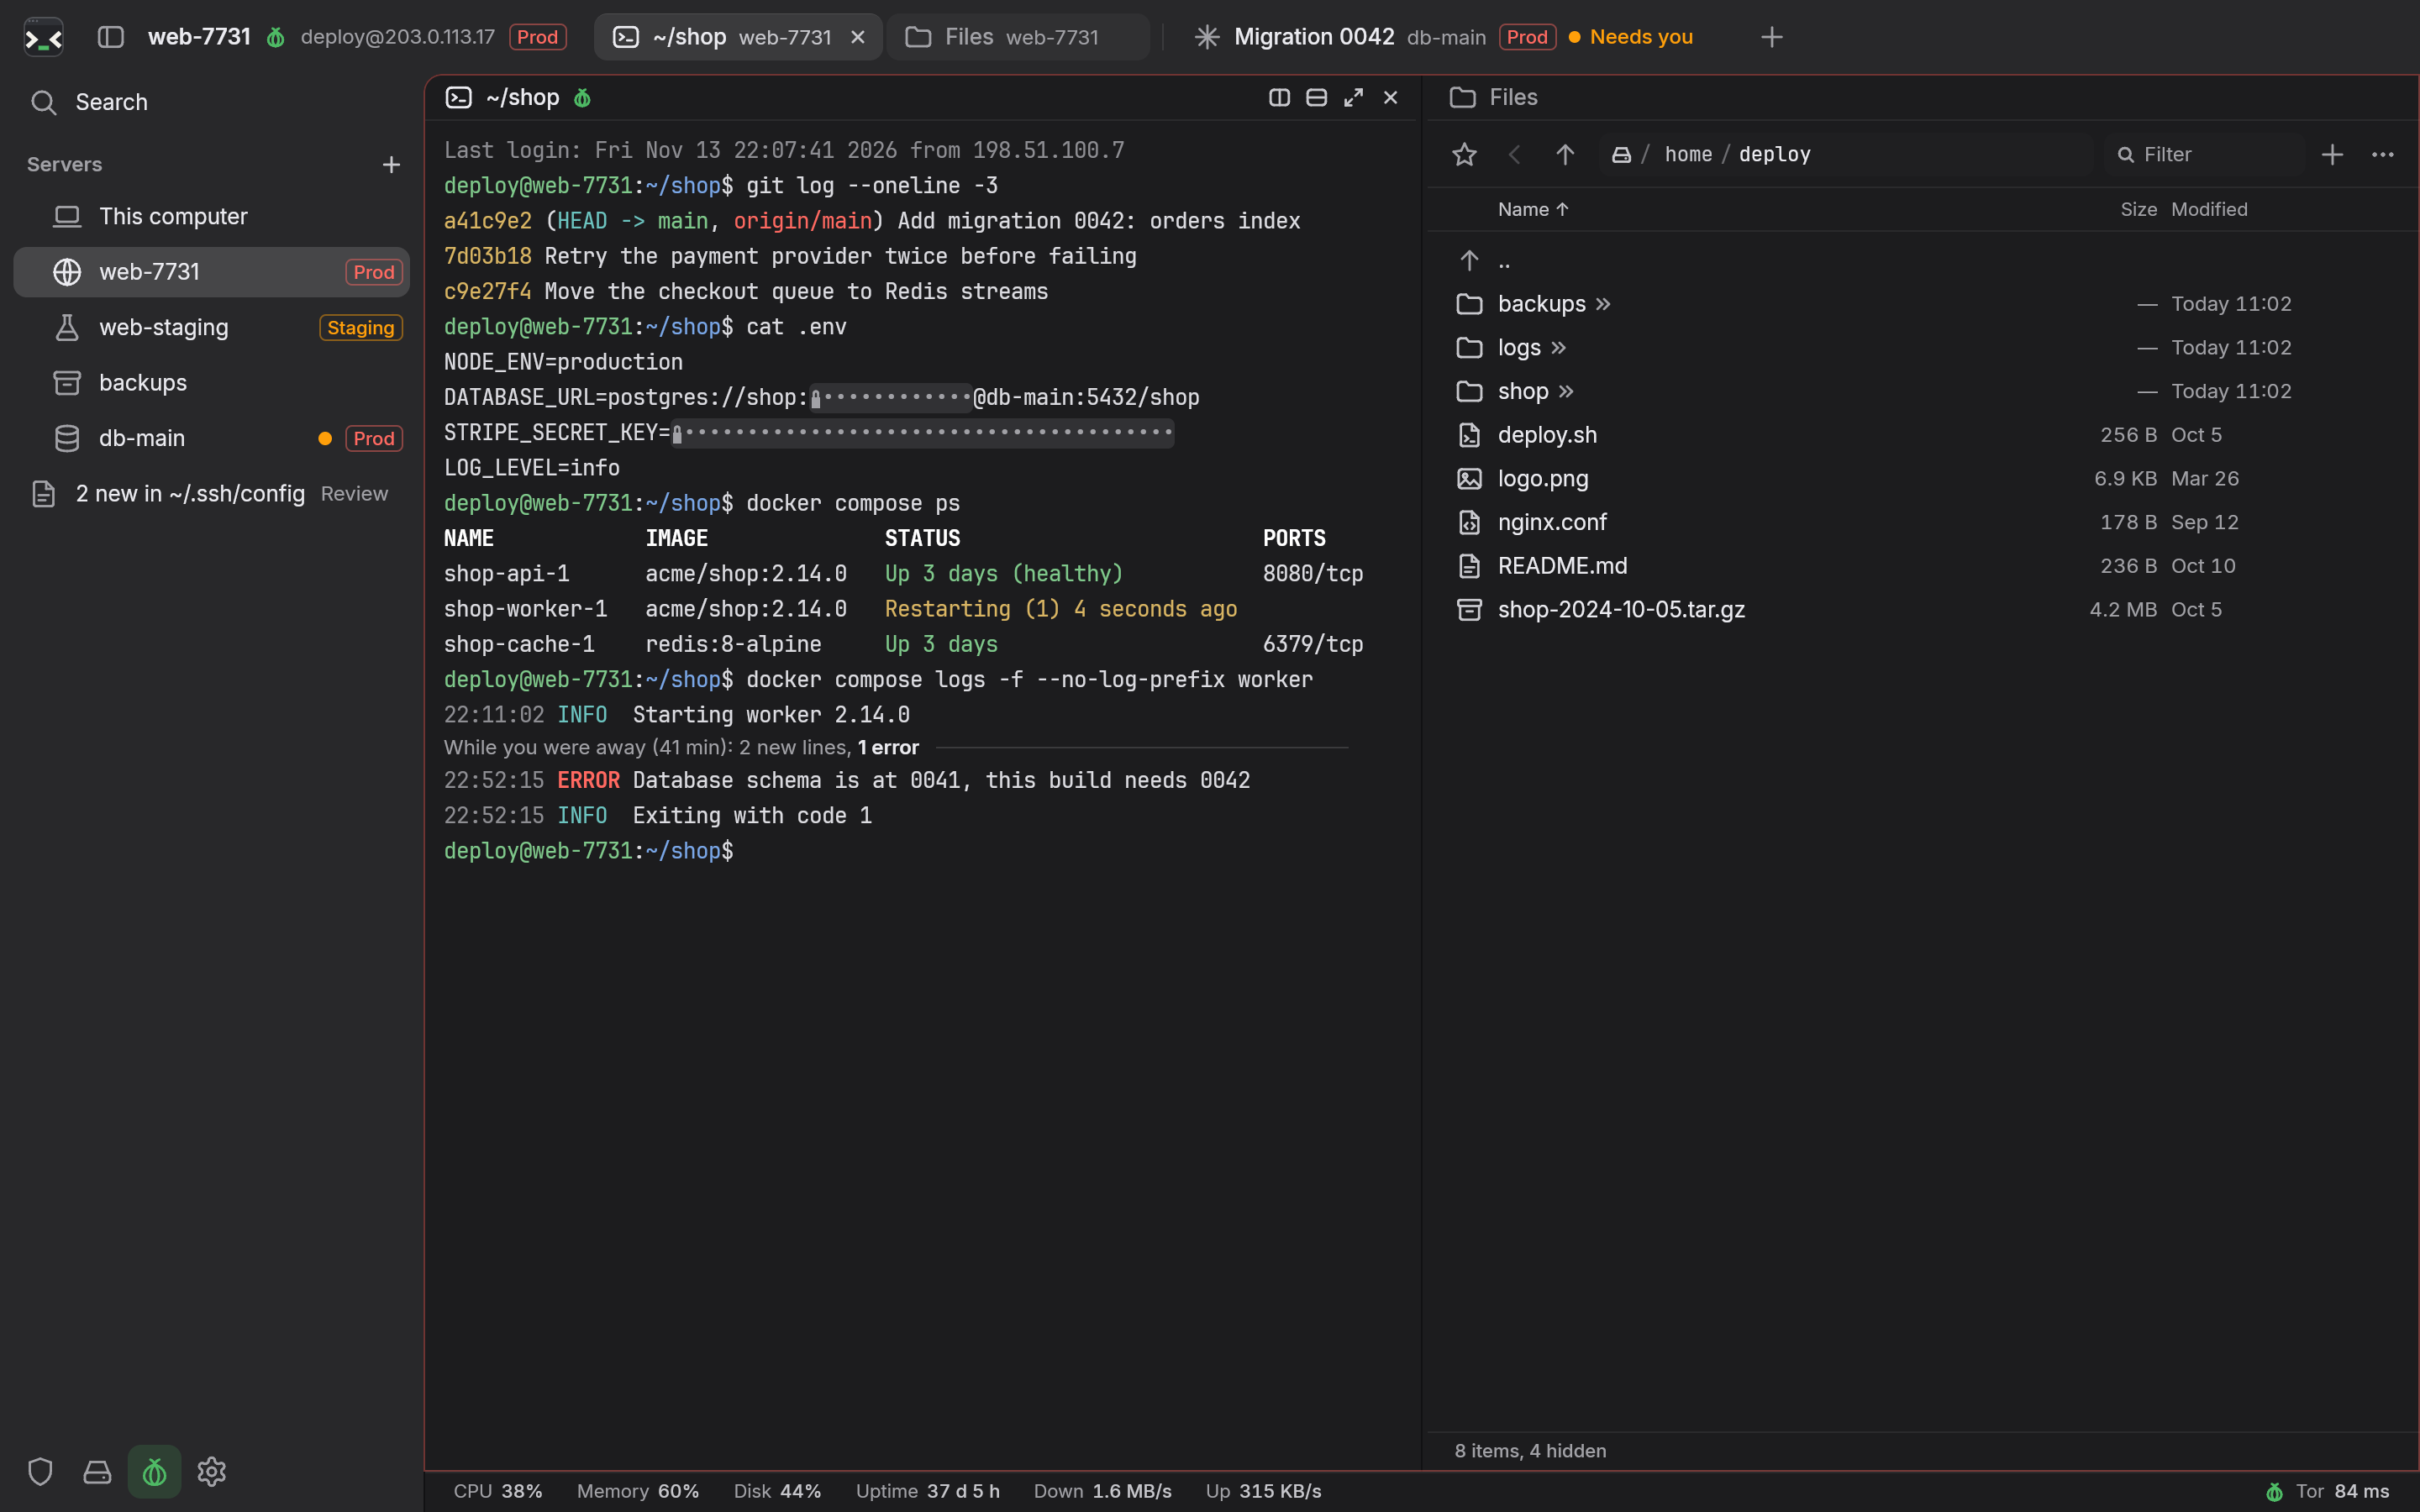 web-7731 deploy@203.0.113.17 Prod
~/shop web-7731
Files web-7731
Migration 0042 db-main Prod Needs you
Search
Servers
This computer
web-7731 Prod
web-staging Staging
backups
db-main Prod
2 new in ~/.ssh/config Review
~/shop
Last login: Fri Nov 13 22:07:41 2026 from 198.51.100.7
deploy@web-7731:~/shop$ git log --oneline -3
a41c9e2 (HEAD -> main, origin/main) Add migration 0042: orders index
7d03b18 Retry the payment provider twice before failing
c9e27f4 Move the checkout queue to Redis streams
deploy@web-7731:~/shop$ cat .env
NODE_ENV=production
DATABASE_URL=postgres://shop:••••••••••••@db-main:5432/shop
STRIPE_SECRET_KEY=•••••••••••••••••••••••••••••••••••••••
LOG_LEVEL=info
deploy@web-7731:~/shop$ docker compose ps
NAME IMAGE STATUS PORTS
shop-api-1 acme/shop:2.14.0 Up 3 days (healthy) 8080/tcp
shop-worker-1 acme/shop:2.14.0 Restarting (1) 4 seconds ago
shop-cache-1 redis:8-alpine Up 3 days 6379/tcp
deploy@web-7731:~/shop$ docker compose logs -f --no-log-prefix worker
22:11:02 INFO Starting worker 2.14.0
While you were away (41 min): 2 new lines, 1 error
22:52:15 ERROR Database schema is at 0041, this build needs 0042
22:52:15 INFO Exiting with code 1
deploy@web-7731:~/shop$
Files
/ home / deploy
Filter
Name ↑ Size Modified
..
backups » — Today 11:02
logs » — Today 11:02
shop » — Today 11:02
deploy.sh 256 B Oct 5
logo.png 6.9 KB Mar 26
nginx.conf 178 B Sep 12
README.md 236 B Oct 10
shop-2024-10-05.tar.gz 4.2 MB Oct 5
8 items, 4 hidden
CPU 38% Memory 60% Disk 44% Uptime 37 d 5 h Down 1.6 MB/s Up 315 KB/s
Tor 84 ms